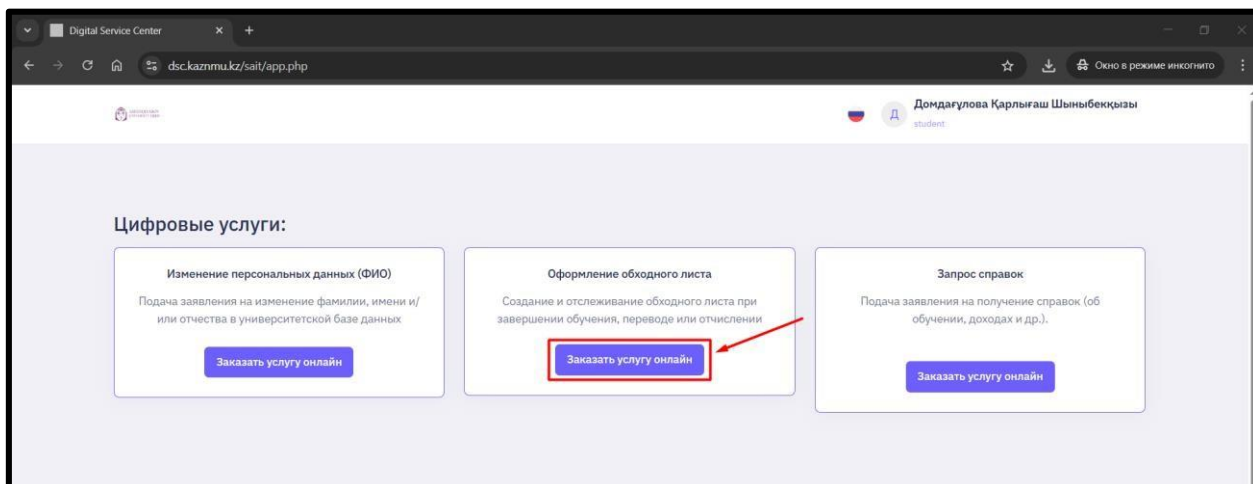 Digital Service Center
dsc.kaznmu.kz/sait/app.php
Окно в режиме инкогнито
Домдағұлова Қарлығаш Шыныбекқызы
student
Д
Цифровые услуги:
Изменение персональных данных (ФИО)
Подача заявления на изменение фамилии, имени и/
или отчества в университетской базе данных
Заказать услугу онлайн
Оформление обходного листа
Создание и отслеживание обходного листа при
завершении обучения, переводе или отчислении
Заказать услугу онлайн
Запрос справок
Подача заявления на получение справок (об
обучении, доходах и др.).
Заказать услугу онлайн